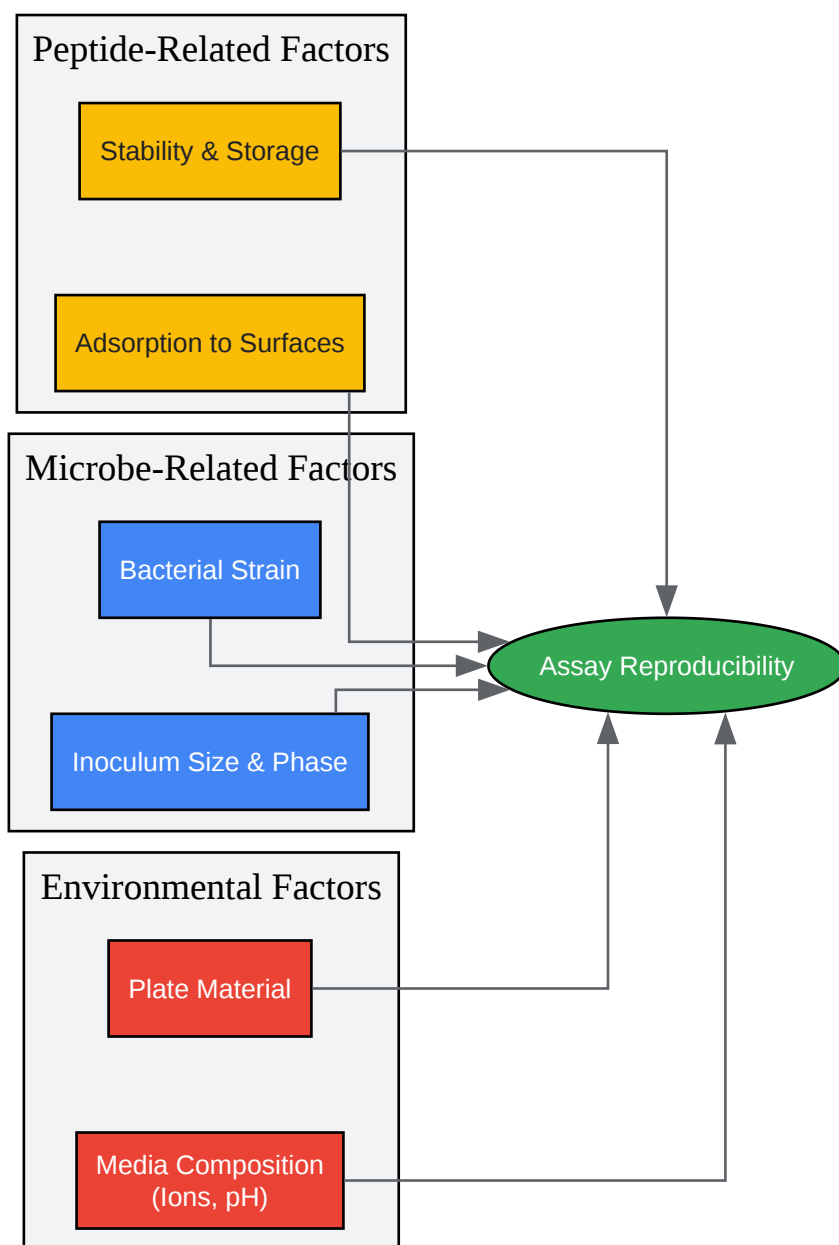 Peptide-Related Factors
Stability & Storage
Adsorption to Surfaces
Microbe-Related Factors
Bacterial Strain
Inoculum Size & Phase
Assay Reproducibility
Environmental Factors
Plate Material
Media Composition
(Ions, pH)